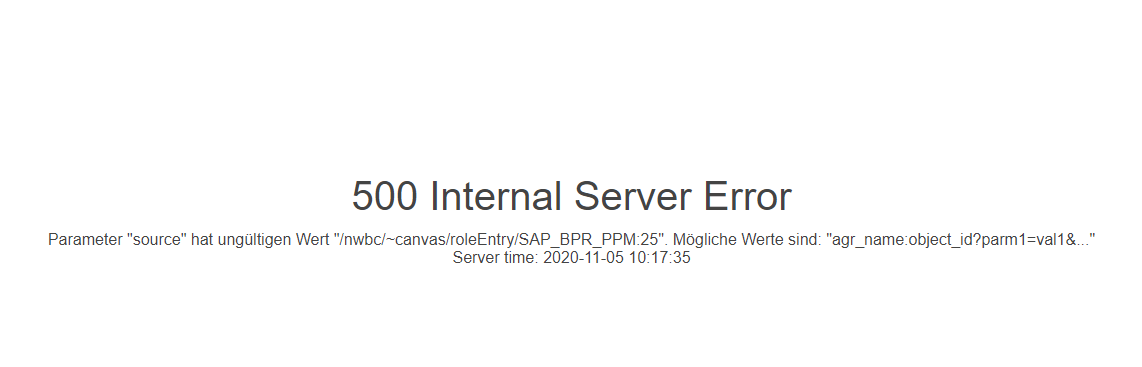 500 Internal Server Error
Parameter "source" hat ungültigen Wert "/nwbc/~canvas/roleEntry/SAP_BPR_PPM:25". Mögliche Werte sind: "agr_name:object_id?parm1=val1&..."
Server time: 2020-11-05 10:17:35